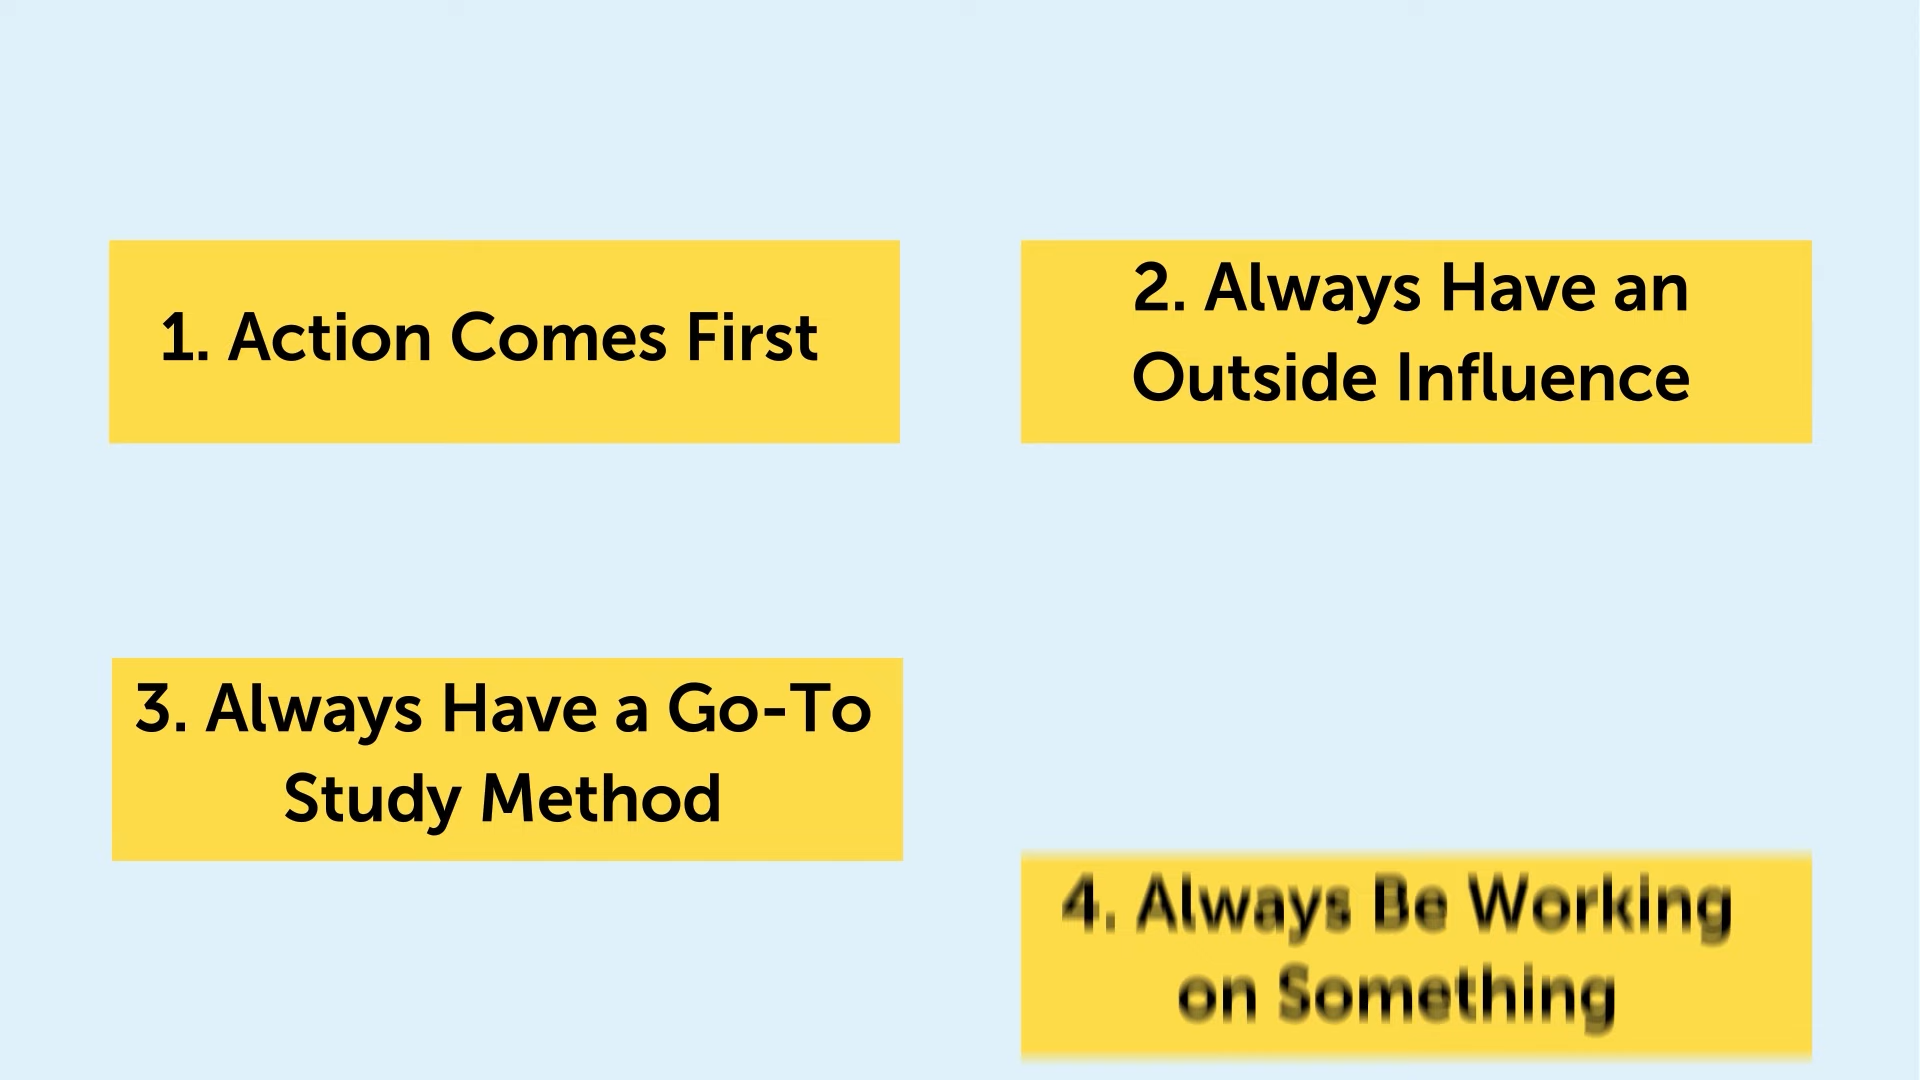 1. Action Comes First
2. Always Have an
Outside Influence
3. Always Have a Go-To
Study Method
4. Always Be Working
on Something